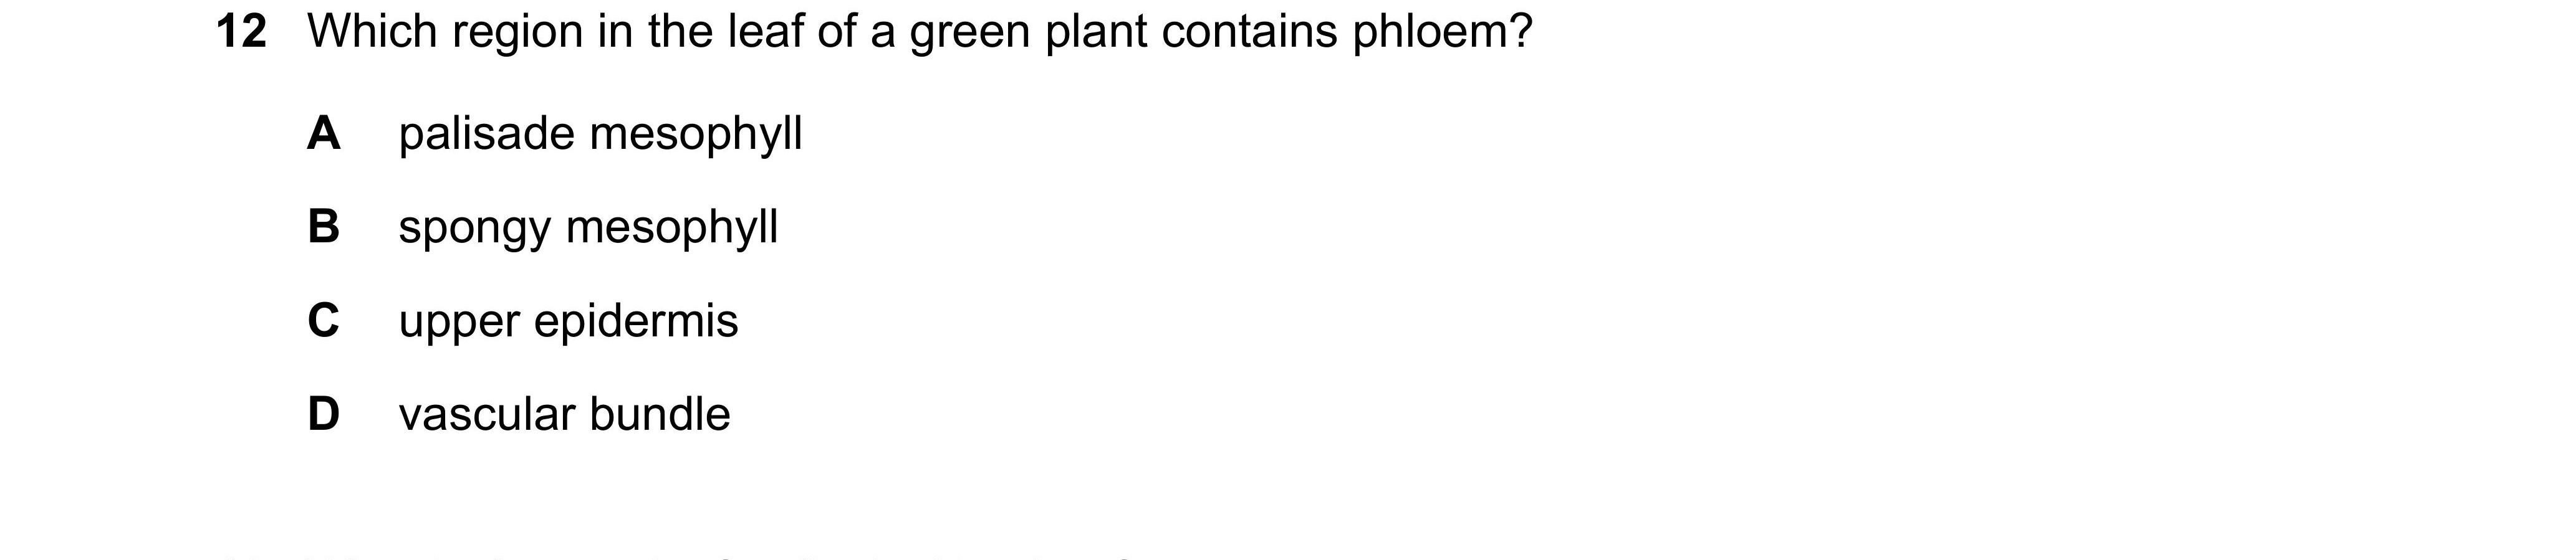 12 Which region in the leaf of a green plant contains phloem?
A palisade mesophyll
B spongy mesophyll
C upper epidermis
D vascular bundle